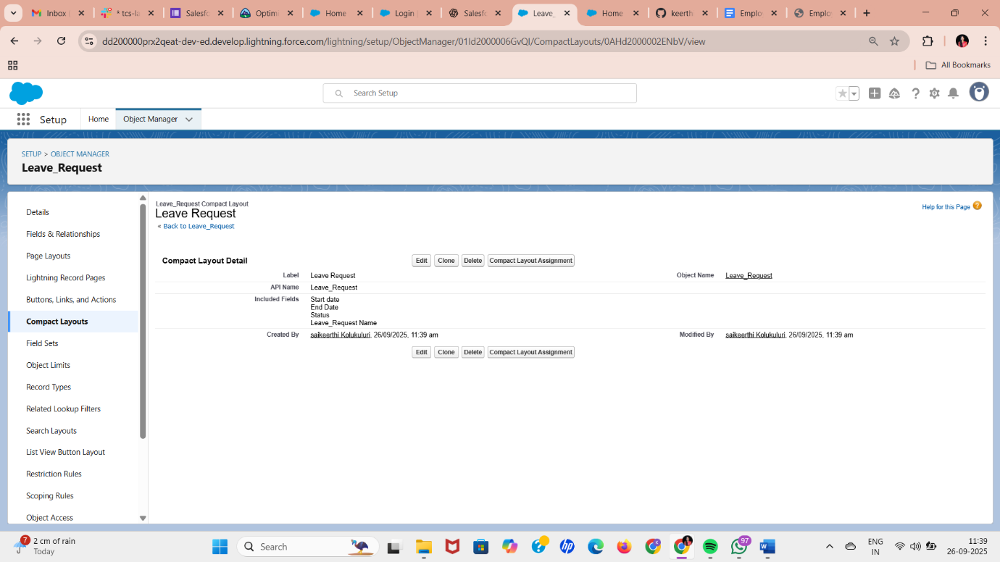 Inbox (
* tcs-la
Salesfo
Optimi
Home
Login |
Salesfo
Leave_
Home
keerth
Emplo
Emplo
dd200000prx2qeat-dev-ed.develop.lightning.force.com/lightning/setup/ObjectManager/01Id2000006GvQI/CompactLayouts/0AHd2000002ENbV/view
All Bookmarks
Search Setup
Setup
Home
Object Manager
SETUP > OBJECT MANAGER
Leave_Request
Details
Fields & Relationships
Page Layouts
Lightning Record Pages
Buttons, Links, and Actions
Compact Layouts
Field Sets
Object Limits
Record Types
Related Lookup Filters
Search Layouts
List View Button Layout
Restriction Rules
Scoping Rules
Object Access
Leave_Request Compact Layout
Leave Request
« Back to Leave_Request
Help for this Page
Compact Layout Detail
Edit Clone Delete Compact Layout Assignment
Label Leave Request Object Name Leave_Request
API Name Leave_Request
Included Fields Start date
End Date
Status
Leave_Request Name
Created By saikeerthi Kolukuluri, 26/09/2025, 11:39 am Modified By saikeerthi Kolukuluri, 26/09/2025, 11:39 am
Edit Clone Delete Compact Layout Assignment
7
2 cm of rain
Today
Search
97
ENG
IN
11:39
26-09-2025